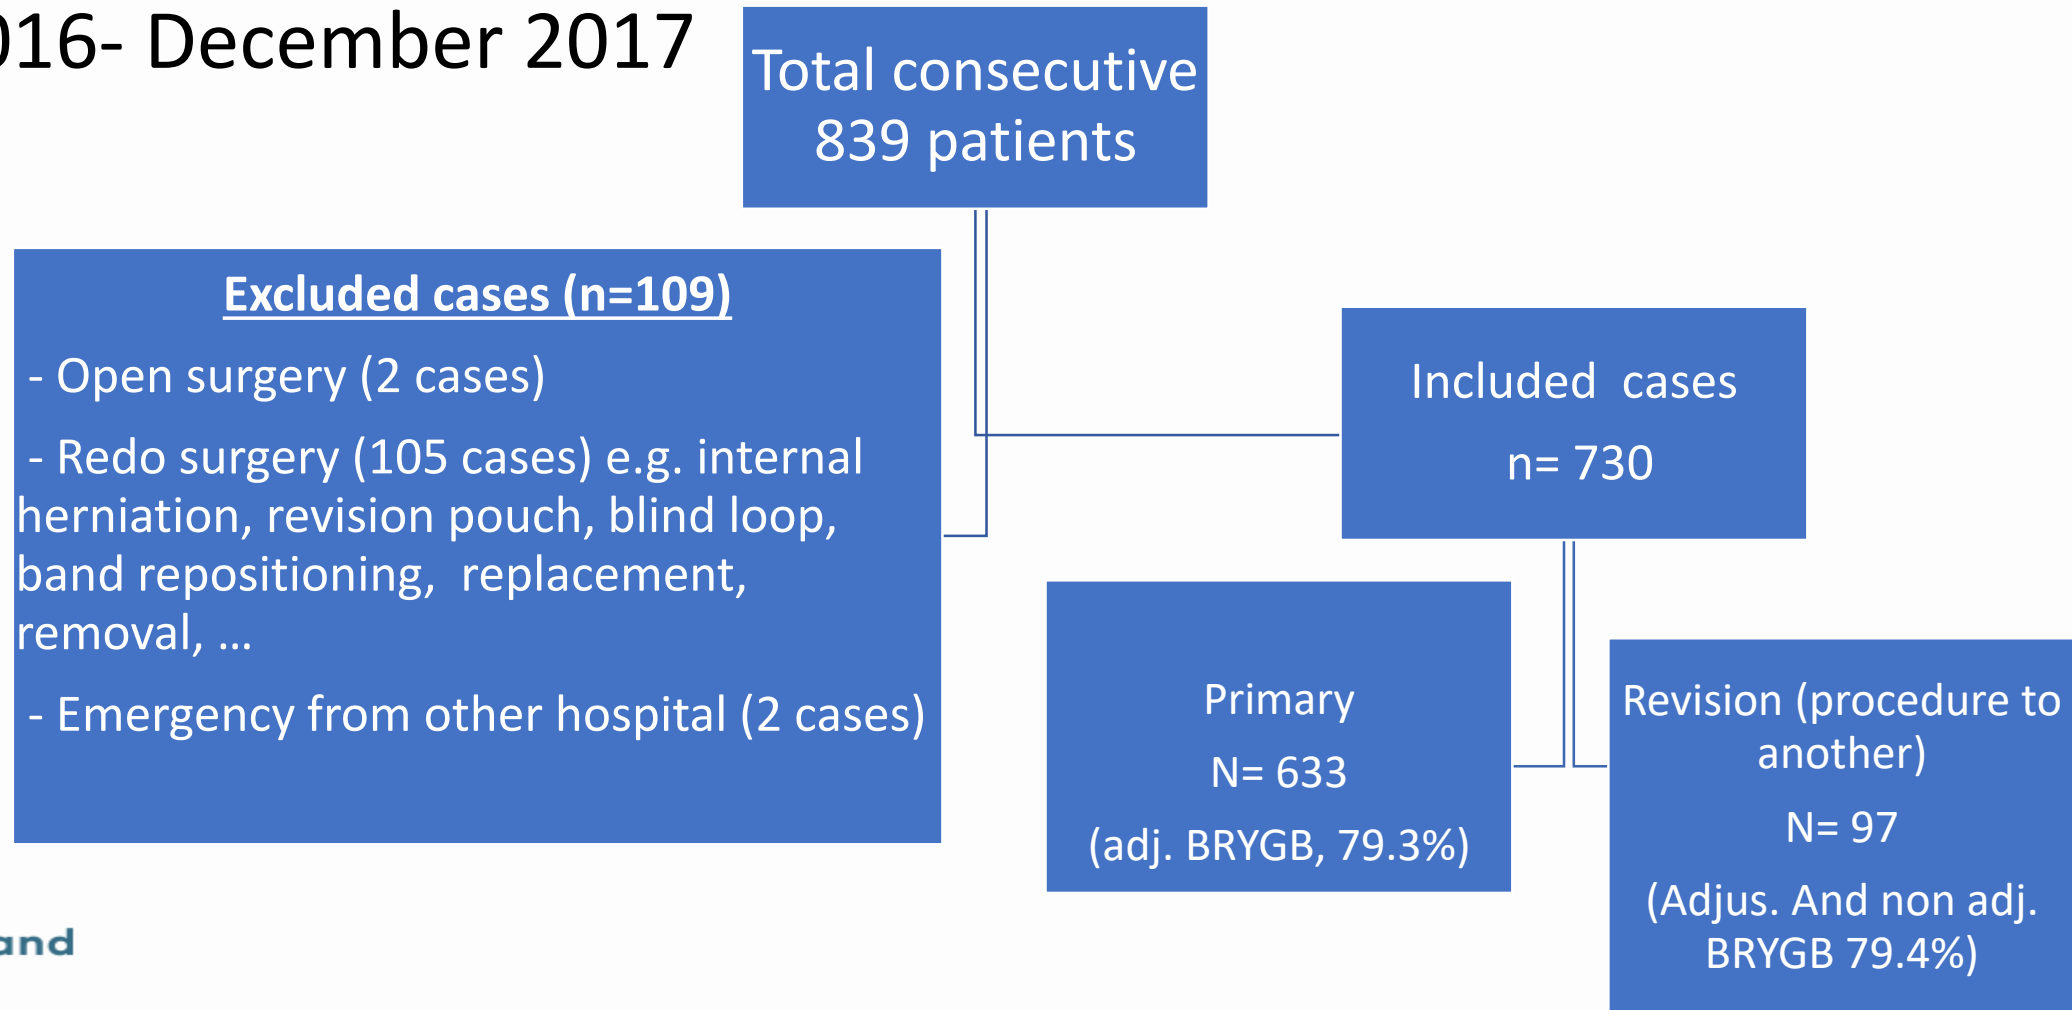 016- December 2017
Total consecutive
839 patients
Excluded cases (n=109)
- Open surgery (2 cases)
- Redo surgery (105 cases) e.g. internal
herniation, revision pouch, blind loop,
band repositioning,  replacement,
removal, ...
- Emergency from other hospital (2 cases)
Included  cases
n= 730
Primary
N= 633
(adj. BRYGB, 79.3%)
Revision (procedure to
another)
N= 97
(Adjus. And non adj.
BRYGB 79.4%)
and